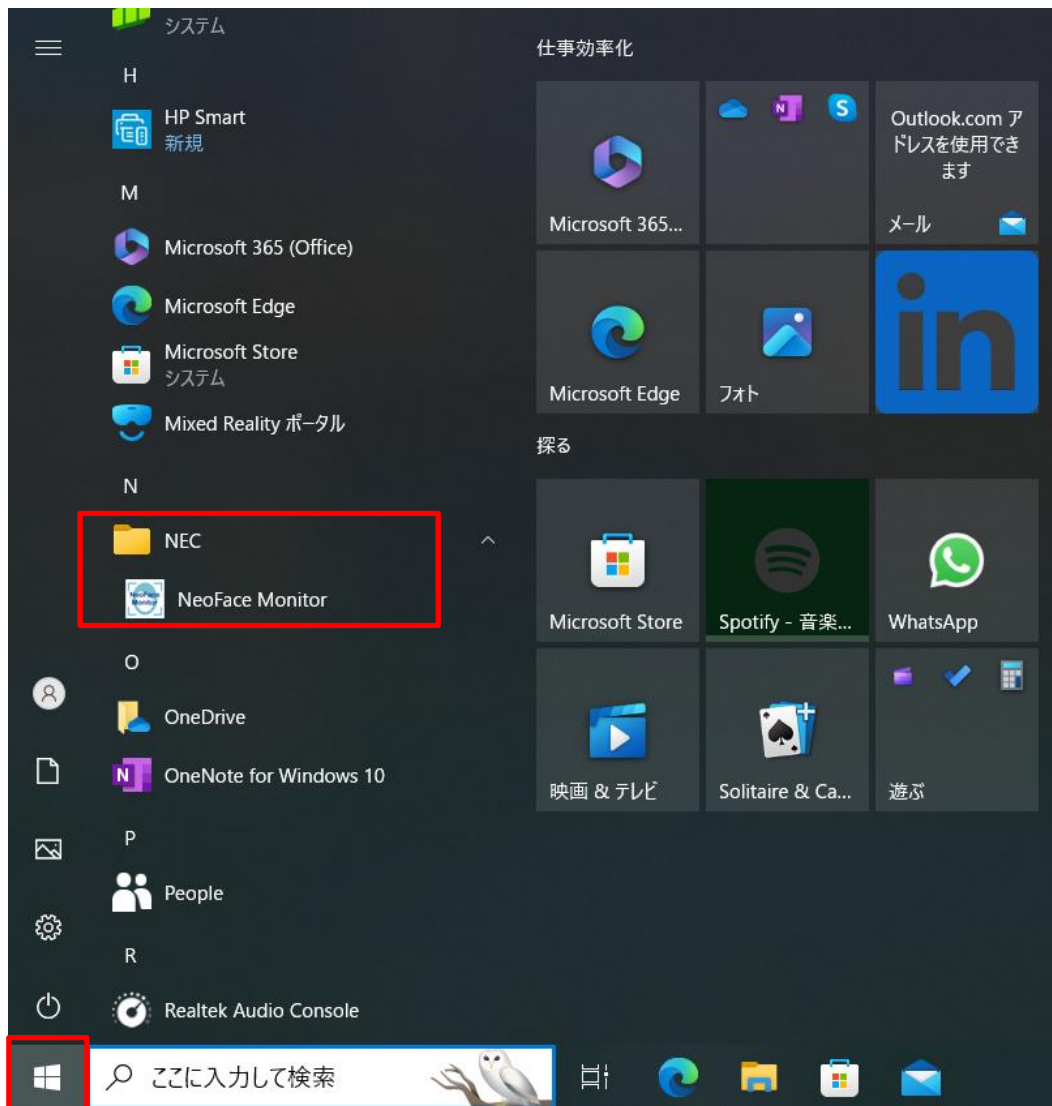 システム
H
HP Smart
新規
M
Microsoft 365 (Office)
Microsoft Edge
Microsoft Store
システム
Mixed Reality ポータル
N
NEC
NeoFace Monitor
O
OneDrive
OneNote for Windows 10
P
People
R
Realtek Audio Console
仕事効率化
Microsoft 365...
Outlook.com ア
ドレスを使用でき
ます
メール
Microsoft Edge
フォト
in
探る
Microsoft Store
Spotify - 音楽...
WhatsApp
映画 & テレビ
Solitaire & Ca...
遊ぶ
ここに入力して検索